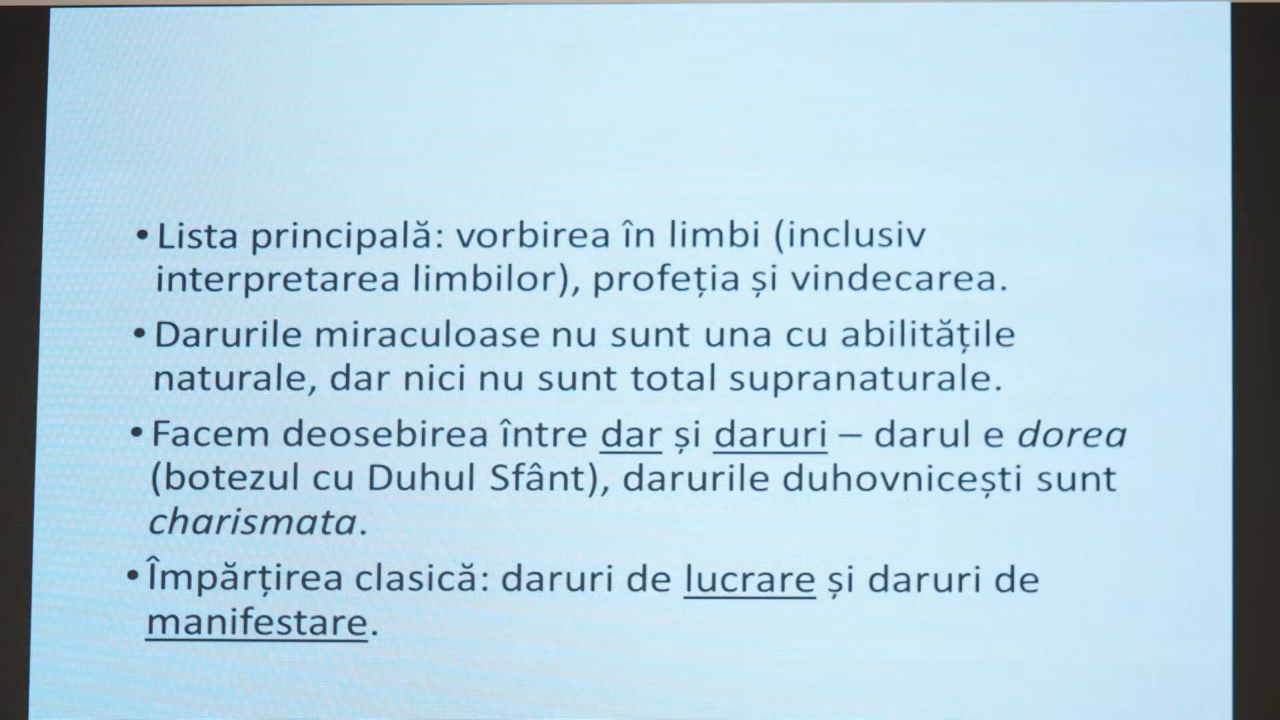 • Lista principală: vorbirea în limbi (inclusiv
interpretarea limbilor), profeția și vindecarea.
• Darurile miraculoase nu sunt una cu abilitățile
naturale, dar nici nu sunt total supranaturale.
• Facem deosebirea între dar și daruri – darul e dorea
(botezul cu Duhul Sfânt), darurile duhovnicești sunt
charismata.
• Împărțirea clasică: daruri de lucrare și daruri de
manifestare.